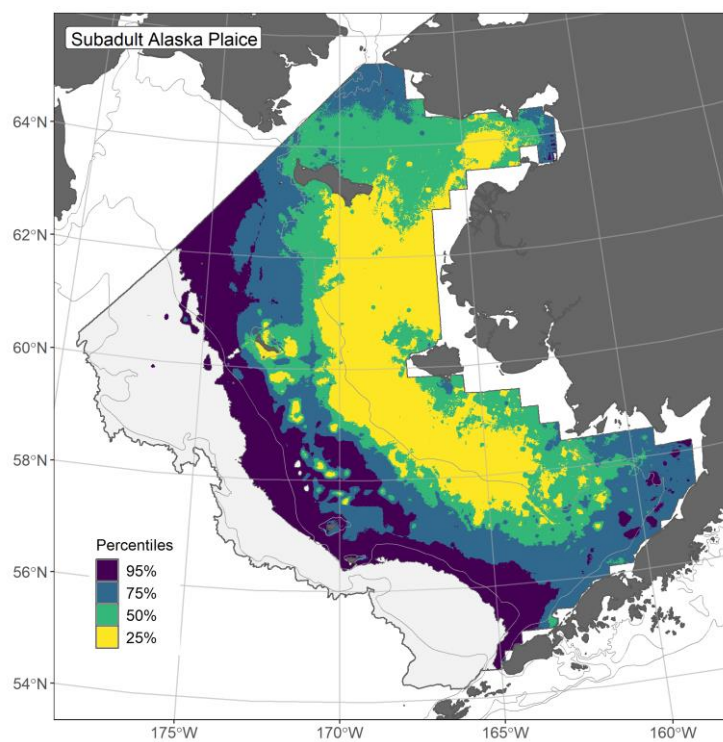 Subadult Alaska Plaice
64°N
62°N
60°N
58°N
56°N
54°N
Percentiles
95%
75%
50%
25%
175°W
170°W
165°W
160°W